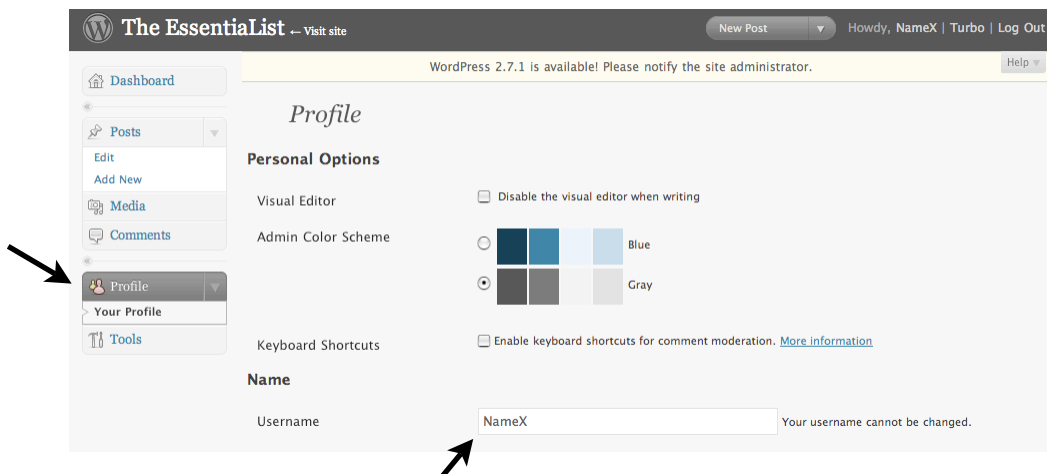 The EssentiaList ← Visit site
New Post
Howdy, NameX | Turbo | Log Out
WordPress 2.7.1 is available! Please notify the site administrator.
Help
Dashboard
Posts
Edit
Add New
Media
Comments
Profile
Your Profile
Tools
Profile
Personal Options
Visual Editor
Disable the visual editor when writing
Admin Color Scheme
Blue
Gray
Keyboard Shortcuts
Enable keyboard shortcuts for comment moderation. More information
Name
Username
NameX
Your username cannot be changed.